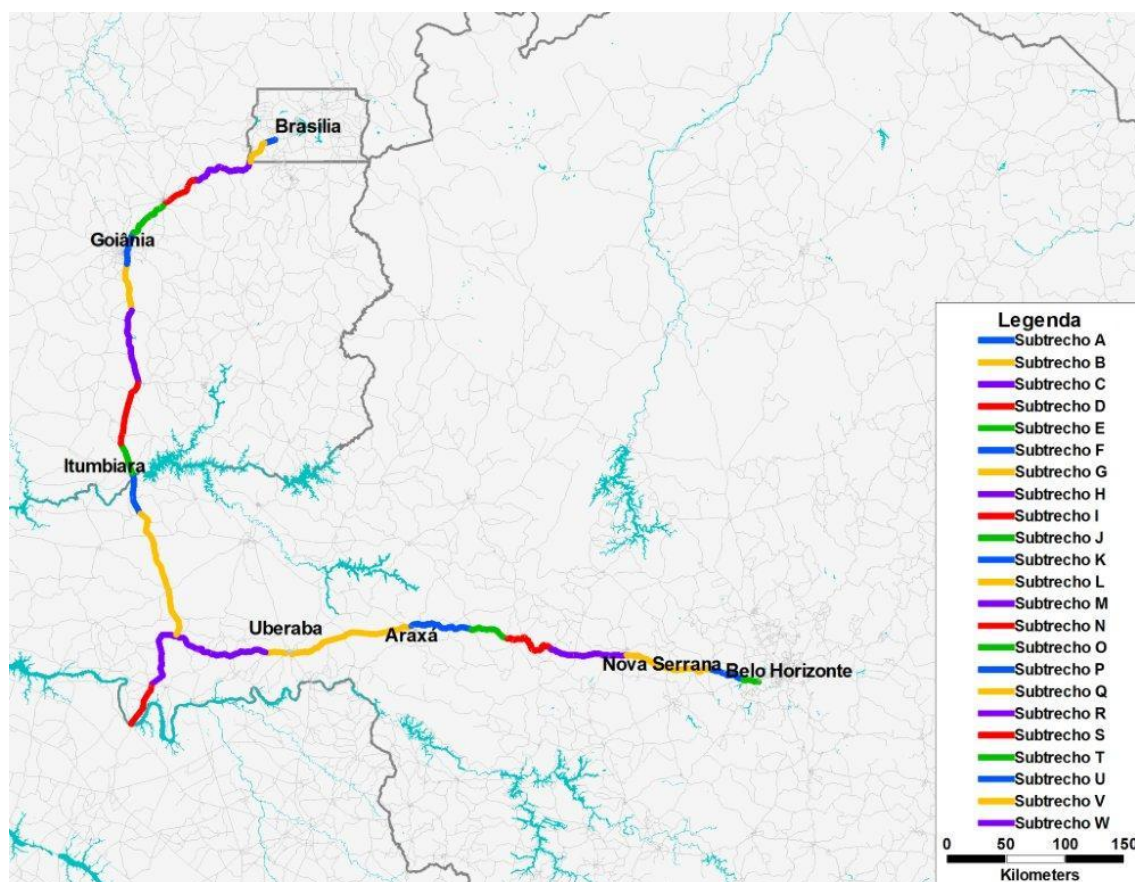 Brasília
Goiânia
Itumbiara
Uberaba
Araxá
Nova Serrana
Belo Horizonte
Legenda
Subtrecho A
Subtrecho B
Subtrecho C
Subtrecho D
Subtrecho E
Subtrecho F
Subtrecho G
Subtrecho H
Subtrecho I
Subtrecho J
Subtrecho K
Subtrecho L
Subtrecho M
Subtrecho N
Subtrecho O
Subtrecho P
Subtrecho Q
Subtrecho R
Subtrecho S
Subtrecho T
Subtrecho U
Subtrecho V
Subtrecho W
0 50 100 150
Kilometers